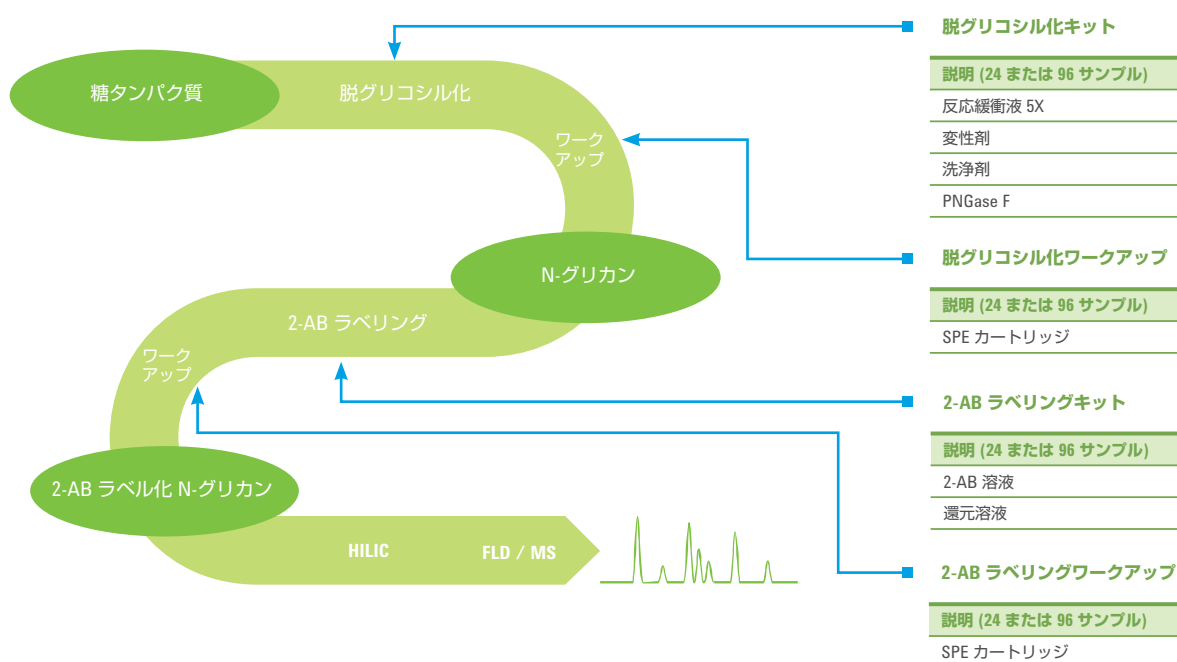 糖タンパク質
脱グリコシル化
ワーク
アップ
N-グリカン
2-AB ラベリング
ワーク
アップ
2-AB ラベル化 N-グリカン
HILIC
FLD / MS
脱グリコシル化キット
説明 (24 または 96 サンプル)
反応緩衝液 5X
変性剤
洗浄剤
PNGase F
脱グリコシル化ワークアップ
説明 (24 または 96 サンプル)
SPE カートリッジ
2-AB ラベリングキット
説明 (24 または 96 サンプル)
2-AB 溶液
還元溶液
2-AB ラベリングワークアップ
説明 (24 または 96 サンプル)
SPE カートリッジ